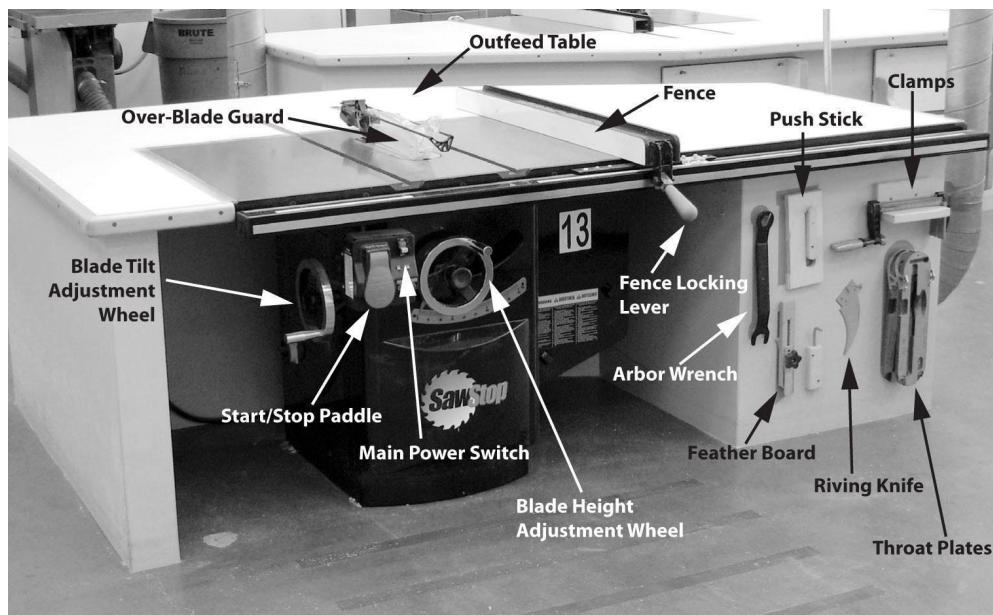 BRUTE
Outfeed Table
Clamps
Fence
Over-Blade Guard
Push Stick
13
Blade Tilt
Adjustment
Wheel
Fence Locking
Lever
Arbor Wrench
SawStop
Start/Stop Paddle
Main Power Switch
Feather Board
Riving Knife
Blade Height
Adjustment Wheel
Throat Plates